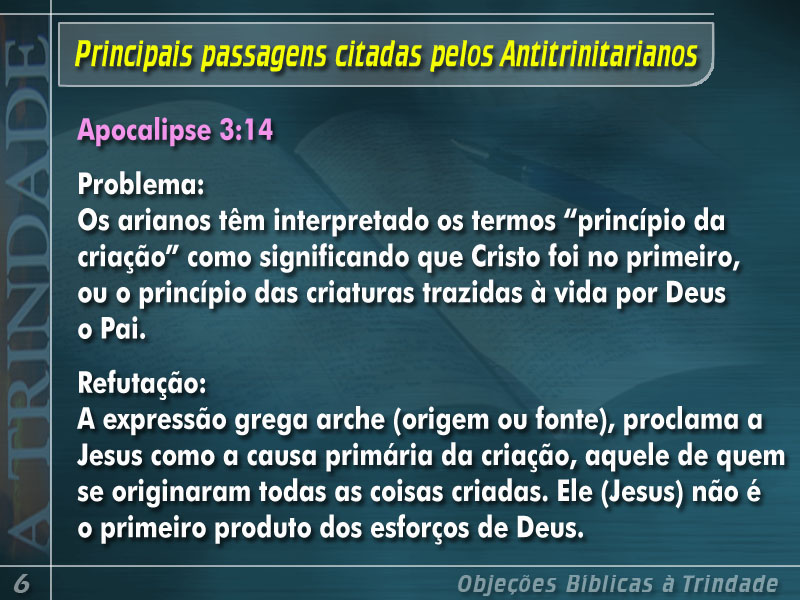 Principais passagens citadas pelos Antitrinitarianos
A TRINDADE
Apocalipse 3:14
Problema:
Os arianos têm interpretado os termos “princípio da
criação” como significando que Cristo foi no primeiro,
ou o princípio das criaturas trazidas à vida por Deus
o Pai.
Refutação:
A expressão grega arche (origem ou fonte), proclama a
Jesus como a causa primária da criação, aquele de quem
se originaram todas as coisas criadas. Ele (Jesus) não é
o primeiro produto dos esforços de Deus.
6
Objeções Bíblicas à Trindade